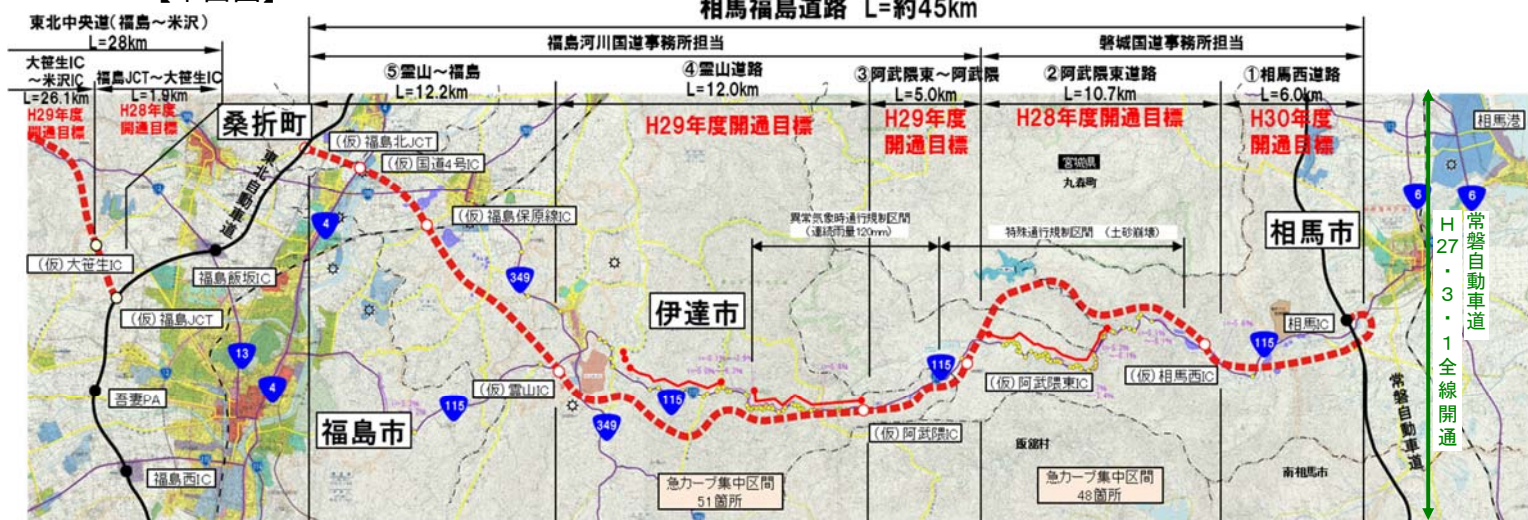 相馬福島道路 L=約45km
東北中央道(福島～米沢)
L=28km
福島河川国道事務所担当
磐城国道事務所担当
大笹生IC
～米沢IC
L=26.1km
H29年度
開通目標
福島JCT～大笹生IC
L=1.9km
H28年度
開通目標
⑤霊山～福島
L=12.2km
④霊山道路
L=12.0km
H29年度開通目標
③阿武隈東～阿武隈
L=5.0km
H29年度
開通目標
②阿武隈東道路
L=10.7km
H28年度開通目標
①相馬西道路
L=6.0km
H30年度
開通目標
桑折町
東北自動車道
(仮)福島北JCT
(仮)国道4号IC
(仮)福島保原線IC
相馬港
宮城県
丸森町
異常気象時通行規制区間
(連続雨量120mm)
特殊通行規制区間 (土砂崩壊)
相馬市
6
6
4
349
常磐自動車道
H27・3・1全線開通
(仮)大笹生IC
福島飯坂IC
(仮)福島JCT
伊達市
相馬IC
13
4
115
115
(仮)霊山IC
115
115
349
(仮)阿武隈東IC
(仮)相馬西IC
(仮)阿武隈IC
吾妻PA
福島市
福島西IC
飯舘村
南相馬市
常磐自動車道
急カーブ集中区間
51箇所
急カーブ集中区間
48箇所